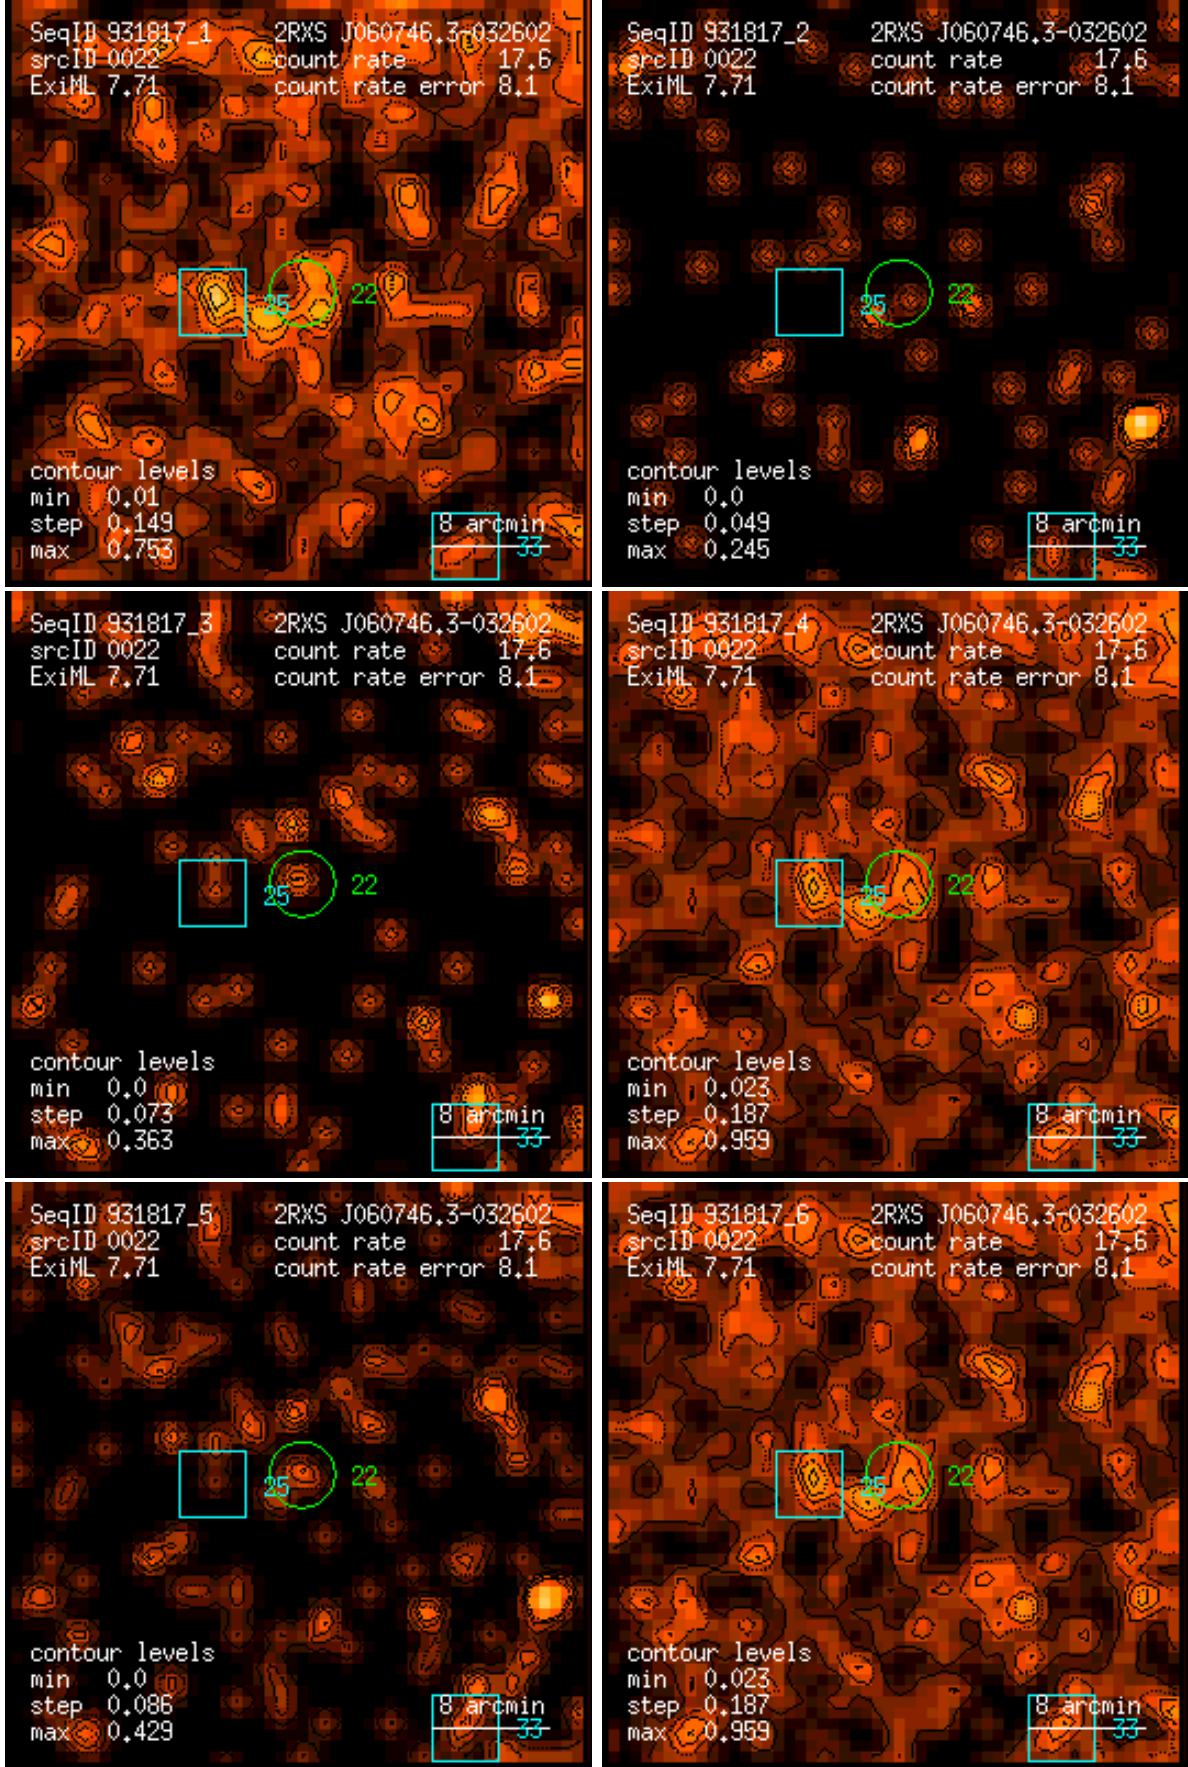 SeqID 931817_1 2RXS J060746.3-032602
srcID 0022 count rate 17.6
ExiML 7.71 count rate error 8.1
25 22
contour levels
min 0.01
step 0.149 8 arcmin
max 0.753 33
SeqID 931817_2 2RXS J060746.3-032602
srcID 0022 count rate 17.6
ExiML 7.71 count rate error 8.1
25 22
contour levels
min 0.0
step 0.049 8 arcmin
max 0.245 33
SeqID 931817_3 2RXS J060746.3-032602
srcID 0022 count rate 17.6
ExiML 7.71 count rate error 8.1
25 22
contour levels
min 0.0
step 0.073 8 arcmin
max 0.363 33
SeqID 931817_4 2RXS J060746.3-032602
srcID 0022 count rate 17.6
ExiML 7.71 count rate error 8.1
25 22
contour levels
min 0.023
step 0.187 8 arcmin
max 0.959 33
SeqID 931817_5 2RXS J060746.3-032602
srcID 0022 count rate 17.6
ExiML 7.71 count rate error 8.1
25 22
contour levels
min 0.0
step 0.086 8 arcmin
max 0.429 33
SeqID 931817_6 2RXS J060746.3-032602
srcID 0022 count rate 17.6
ExiML 7.71 count rate error 8.1
25 22
contour levels
min 0.023
step 0.187 8 arcmin
max 0.959 33